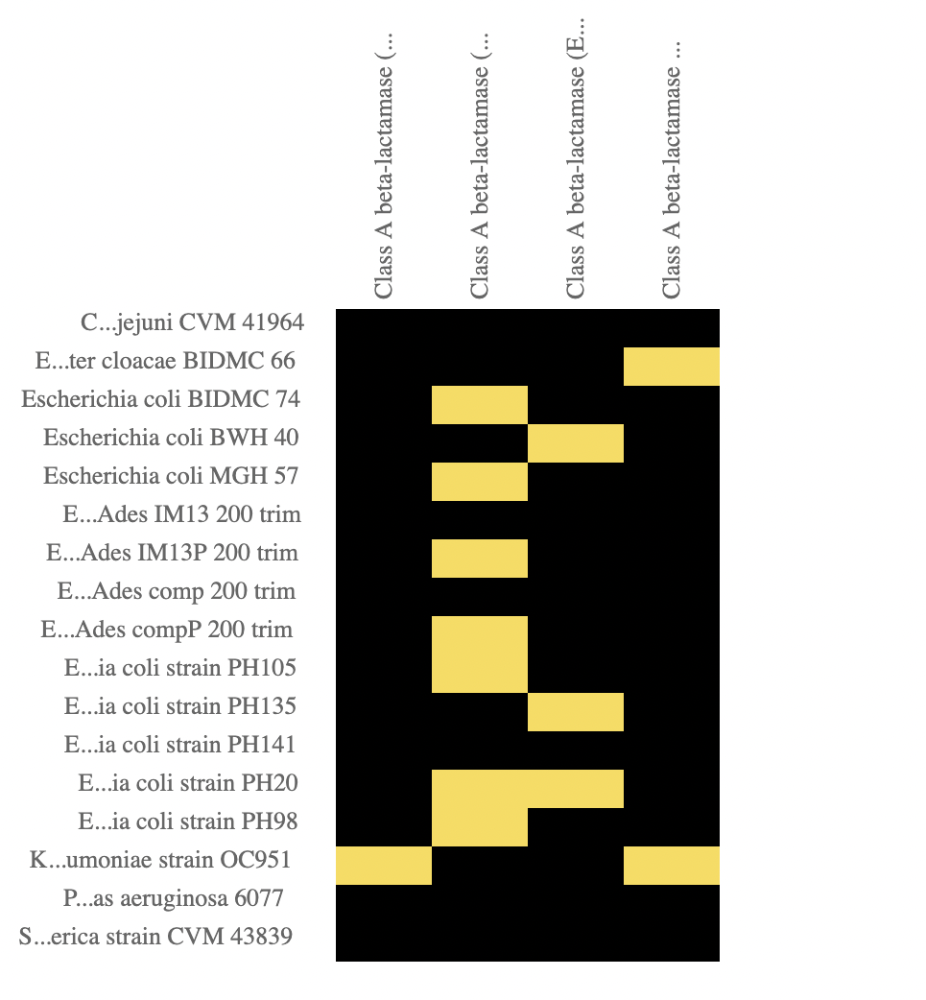 Class A beta-lactamase (...
Class A beta-lactamase (...
Class A beta-lactamase (E...
Class A beta-lactamase ...
C...jejuni CVM 41964
E...ter cloacae BIDMC 66
Escherichia coli BIDMC 74
Escherichia coli BWH 40
Escherichia coli MGH 57
E...Ades IM13 200 trim
E...Ades IM13P 200 trim
E...Ades comp 200 trim
E...Ades compP 200 trim
E...ia coli strain PH105
E...ia coli strain PH135
E...ia coli strain PH141
E...ia coli strain PH20
E...ia coli strain PH98
K...umoniae strain OC951
P...as aeruginosa 6077
S...erica strain CVM 43839